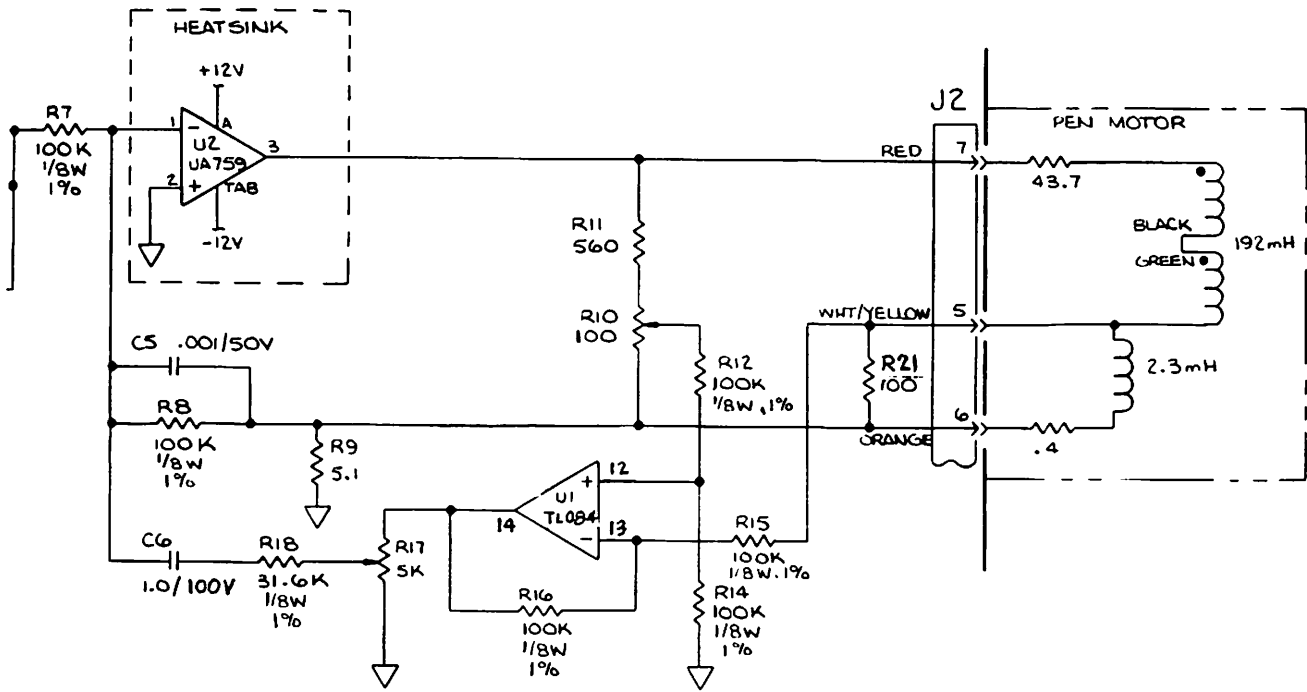 HEATSINK
+12V
R7
100K
1/8W
1%
1
-
A
U2
UA759
3
2
+
TAB
-12V
J2
PEN MOTOR
RED
7
43.7
BLACK
GREEN
192mH
R11
560
R10
100
WHT/YELLOW
5
C5
.001/50V
R12
100K
1/8W, 1%
R21
100
2.3mH
R8
100K
1/8W
1%
R9
5.1
ORANGE
6
.4
12
+
U1
TL084
14
13
-
R15
100K
1/8W. 1%
C6
1.0/100V
R18
31.6K
1/8W
1%
R17
5K
R16
100K
1/8W
1%
R14
100K
1/8W
1%